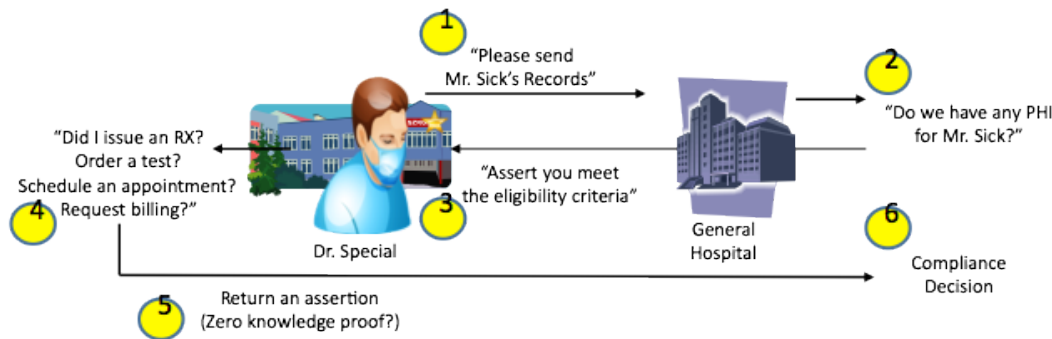 1
“Please send
Mr. Sick’s Records”
2
“Do we have any PHI
for Mr. Sick?”
“Did I issue an RX?
Order a test?
Schedule an appointment?
Request billing?”
“Assert you meet
the eligibility criteria”
3
4
Dr. Special
General
Hospital
6
Compliance
Decision
5
Return an assertion
(Zero knowledge proof?)